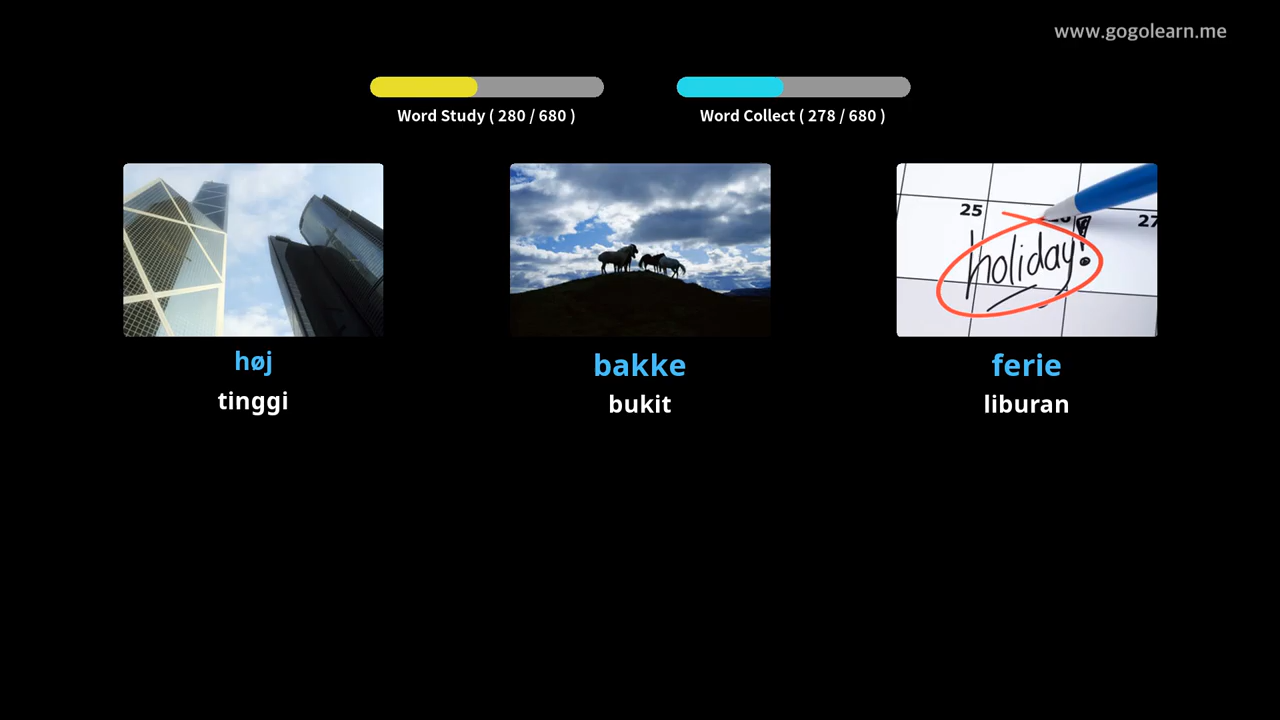 www.gogolearn.me
Word Study ( 280 / 680 )
Word Collect ( 278 / 680 )
25
27
holiday!
høj
bakke
ferie
tinggi
bukit
liburan